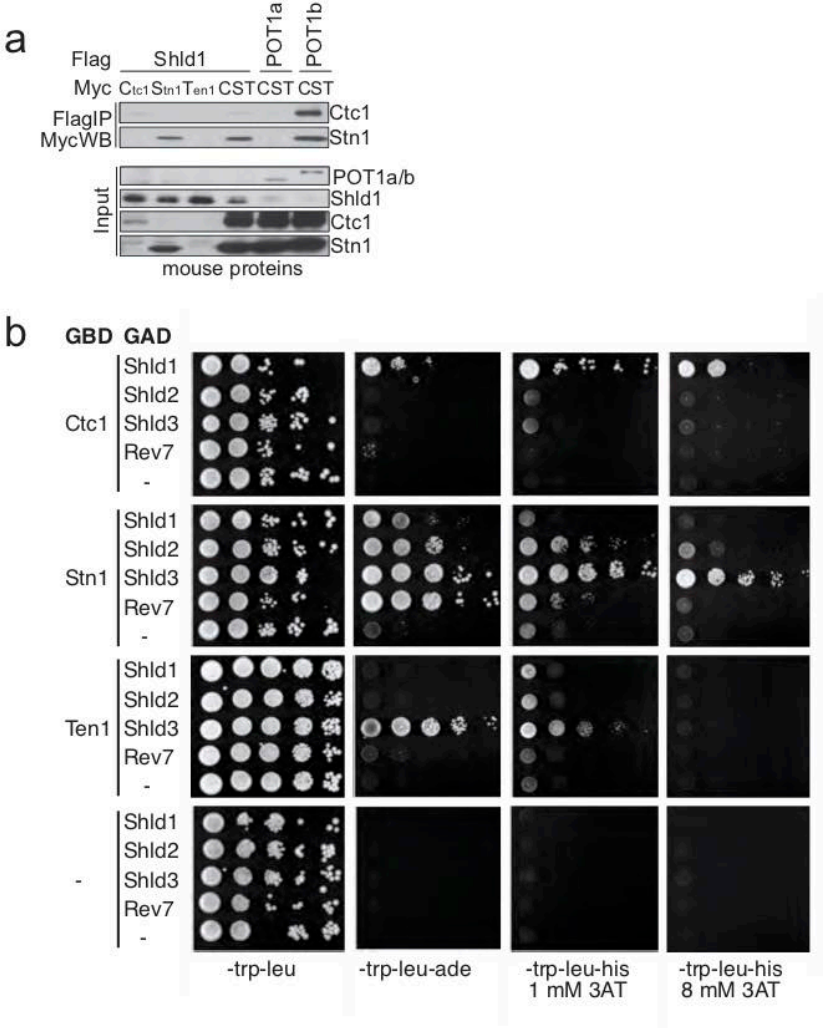 a
Flag Shld1 POT1a POT1b
Myc Ctc1 Stn1 Ten1 CST CST CST
FlagIP
MycWB
Ctc1
Stn1
Input
POT1a/b
Shld1
Ctc1
Stn1
mouse proteins
b
GBD GAD
Ctc1
Shld1
Shld2
Shld3
Rev7
-
Stn1
Shld1
Shld2
Shld3
Rev7
-
Ten1
Shld1
Shld2
Shld3
Rev7
-
-
Shld1
Shld2
Shld3
Rev7
-
-trp-leu
-trp-leu-ade
-trp-leu-his
1 mM 3AT
-trp-leu-his
8 mM 3AT